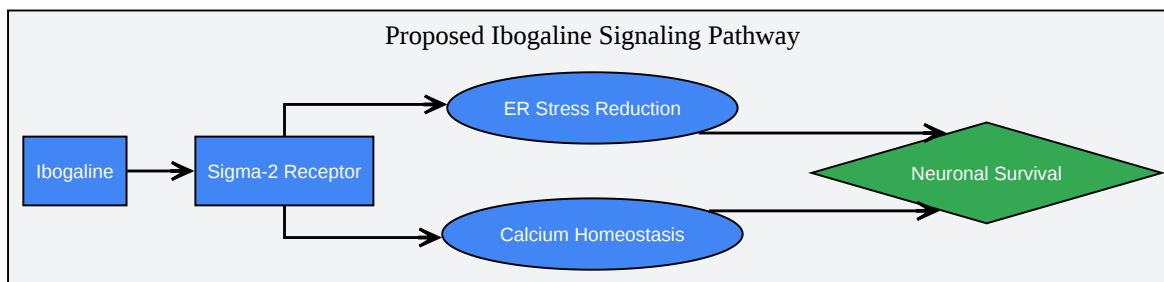 Proposed Ibogaline Signaling Pathway
ER Stress Reduction
Ibogaline
Sigma-2 Receptor
Neuronal Survival
Calcium Homeostasis